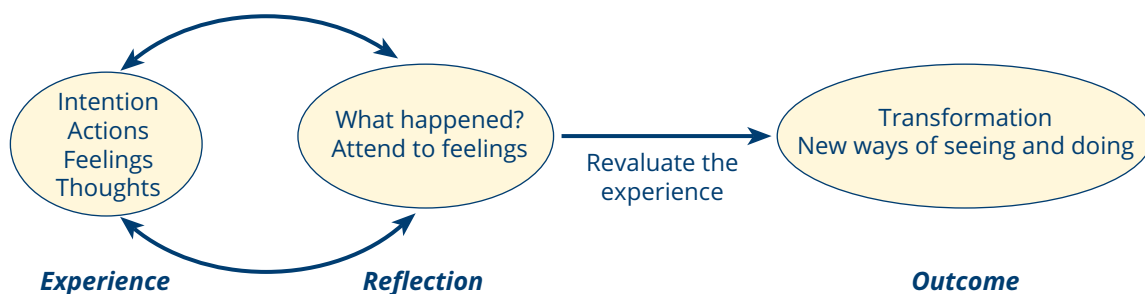 Intention
Actions
Feelings
Thoughts
What happened?
Attend to feelings
Revaluate the
experience
Transformation
New ways of seeing and doing
Experience
Reflection
Outcome